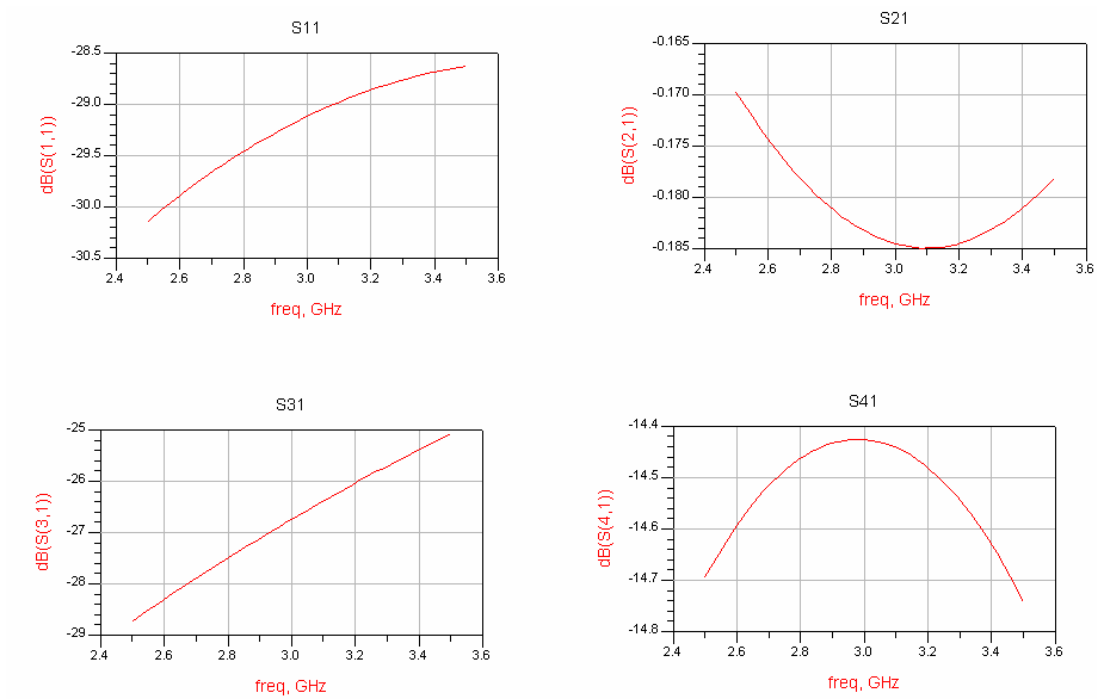 S11
-28.5
-29.0
-29.5
-30.0
-30.5
dB(S(1,1))
2.4 2.6 2.8 3.0 3.2 3.4 3.6
freq, GHz
S21
-0.165
-0.170
-0.175
-0.180
-0.185
dB(S(2,1))
2.4 2.6 2.8 3.0 3.2 3.4 3.6
freq, GHz
S31
-25
-26
-27
-28
-29
dB(S(3,1))
2.4 2.6 2.8 3.0 3.2 3.4 3.6
freq, GHz
S41
-14.4
-14.5
-14.6
-14.7
-14.8
dB(S(4,1))
2.4 2.6 2.8 3.0 3.2 3.4 3.6
freq, GHz